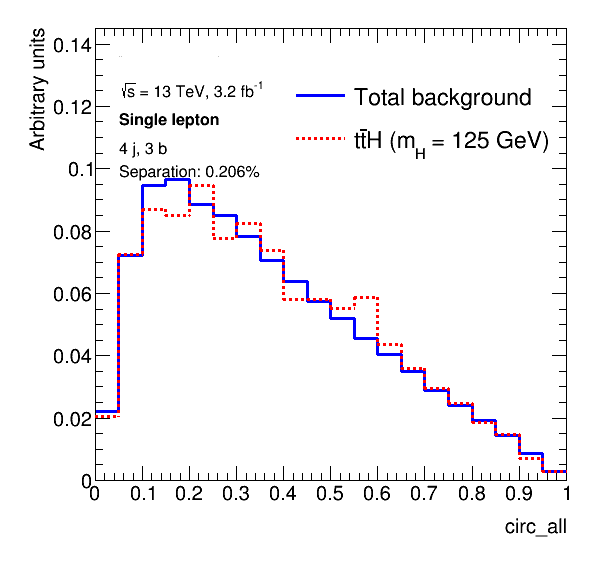 Arbitrary units
0.14
0.12
0.1
0.08
0.06
0.04
0.02
0
√s = 13 TeV, 3.2 fb⁻¹
Single lepton
4 j, 3 b
Separation: 0.206%
Total background
tt̄H (m_H = 125 GeV)
0 0.1 0.2 0.3 0.4 0.5 0.6 0.7 0.8 0.9 1
circ_all